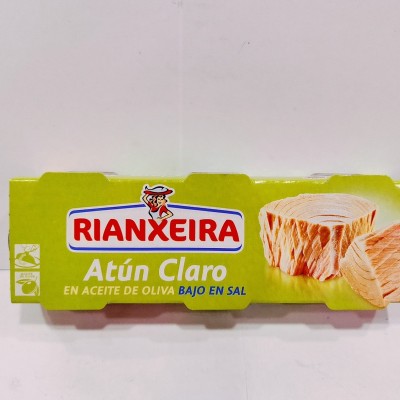 RIANXEIRA
Atún Claro
EN ACEITE DE OLIVA BAJO EN SAL